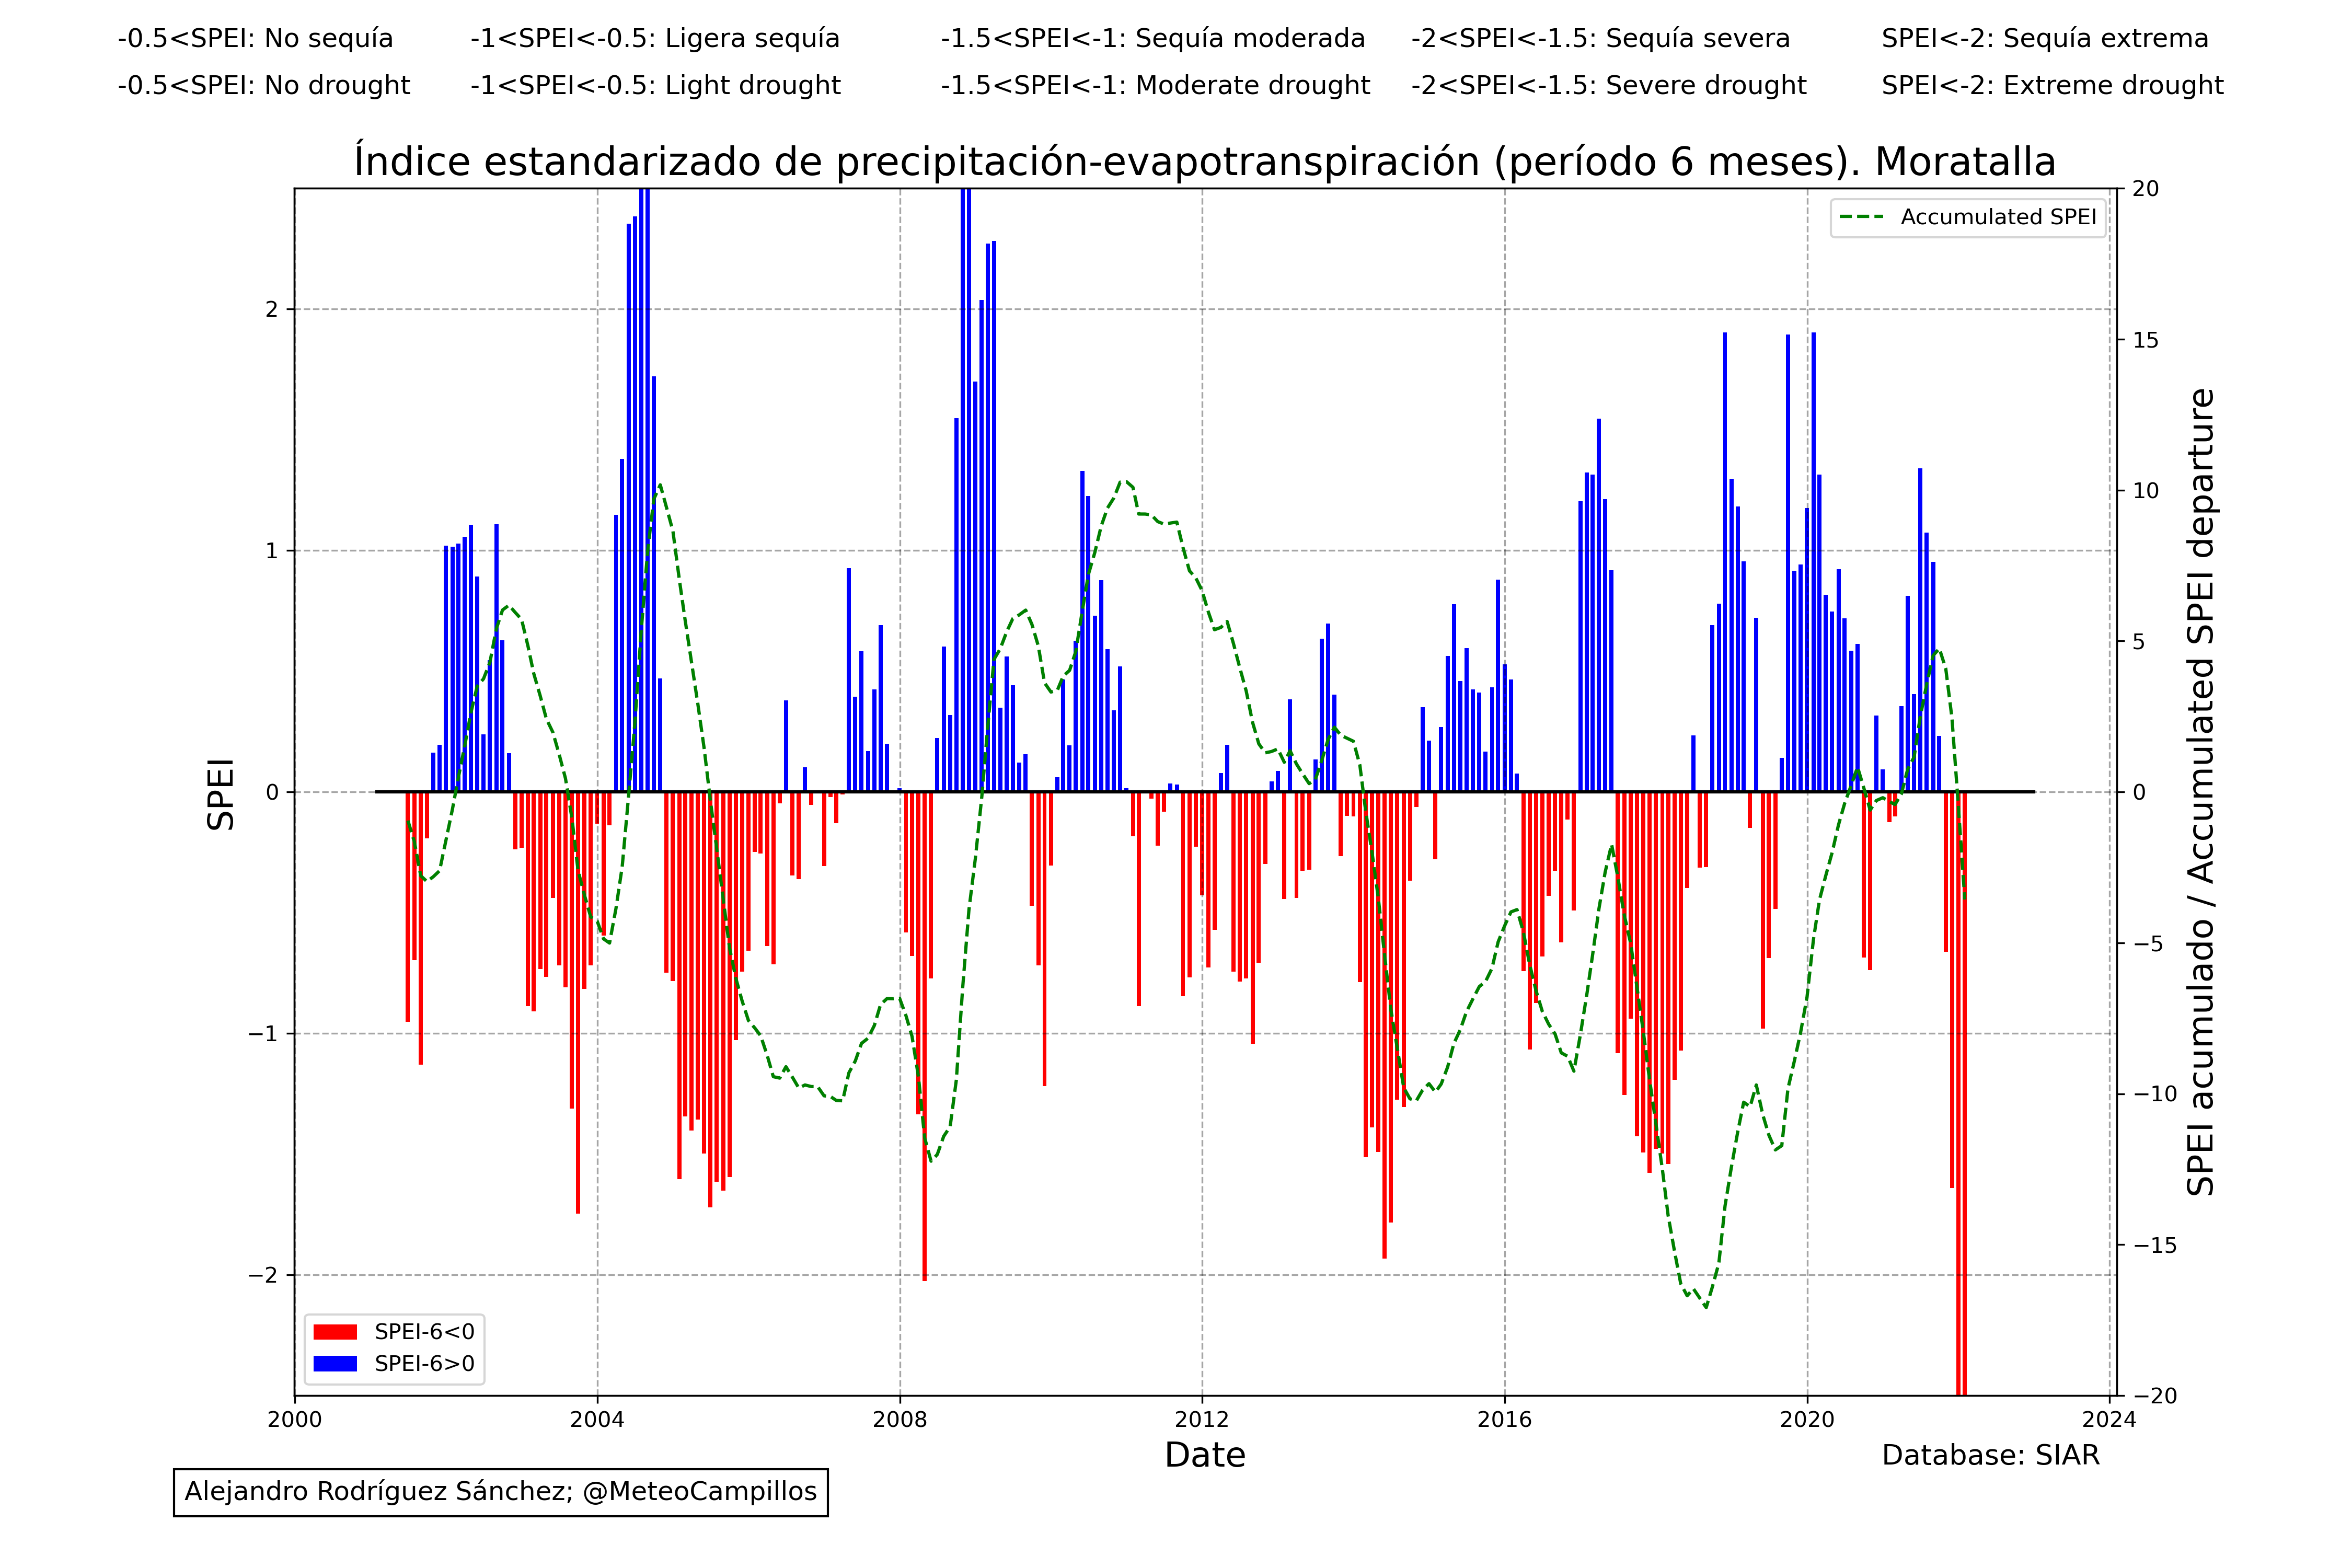 -0.5<SPEI: No sequía -1<SPEI<-0.5: Ligera sequía -1.5<SPEI<-1: Sequía moderada -2<SPEI<-1.5: Sequía severa SPEI<-2: Sequía extrema
-0.5<SPEI: No drought -1<SPEI<-0.5: Light drought -1.5<SPEI<-1: Moderate drought -2<SPEI<-1.5: Severe drought SPEI<-2: Extreme drought
Índice estandarizado de precipitación-evapotranspiración (período 6 meses). Moratalla
Accumulated SPEI
SPEI
2
1
0
−1
−2
20
15
10
5
0
−5
−10
−15
−20
SPEI acumulado / Accumulated SPEI departure
SPEI-6<0
SPEI-6>0
2000 2004 2008 2012 2016 2020 2024
Date
Database: SIAR
Alejandro Rodríguez Sánchez; @MeteoCampillos